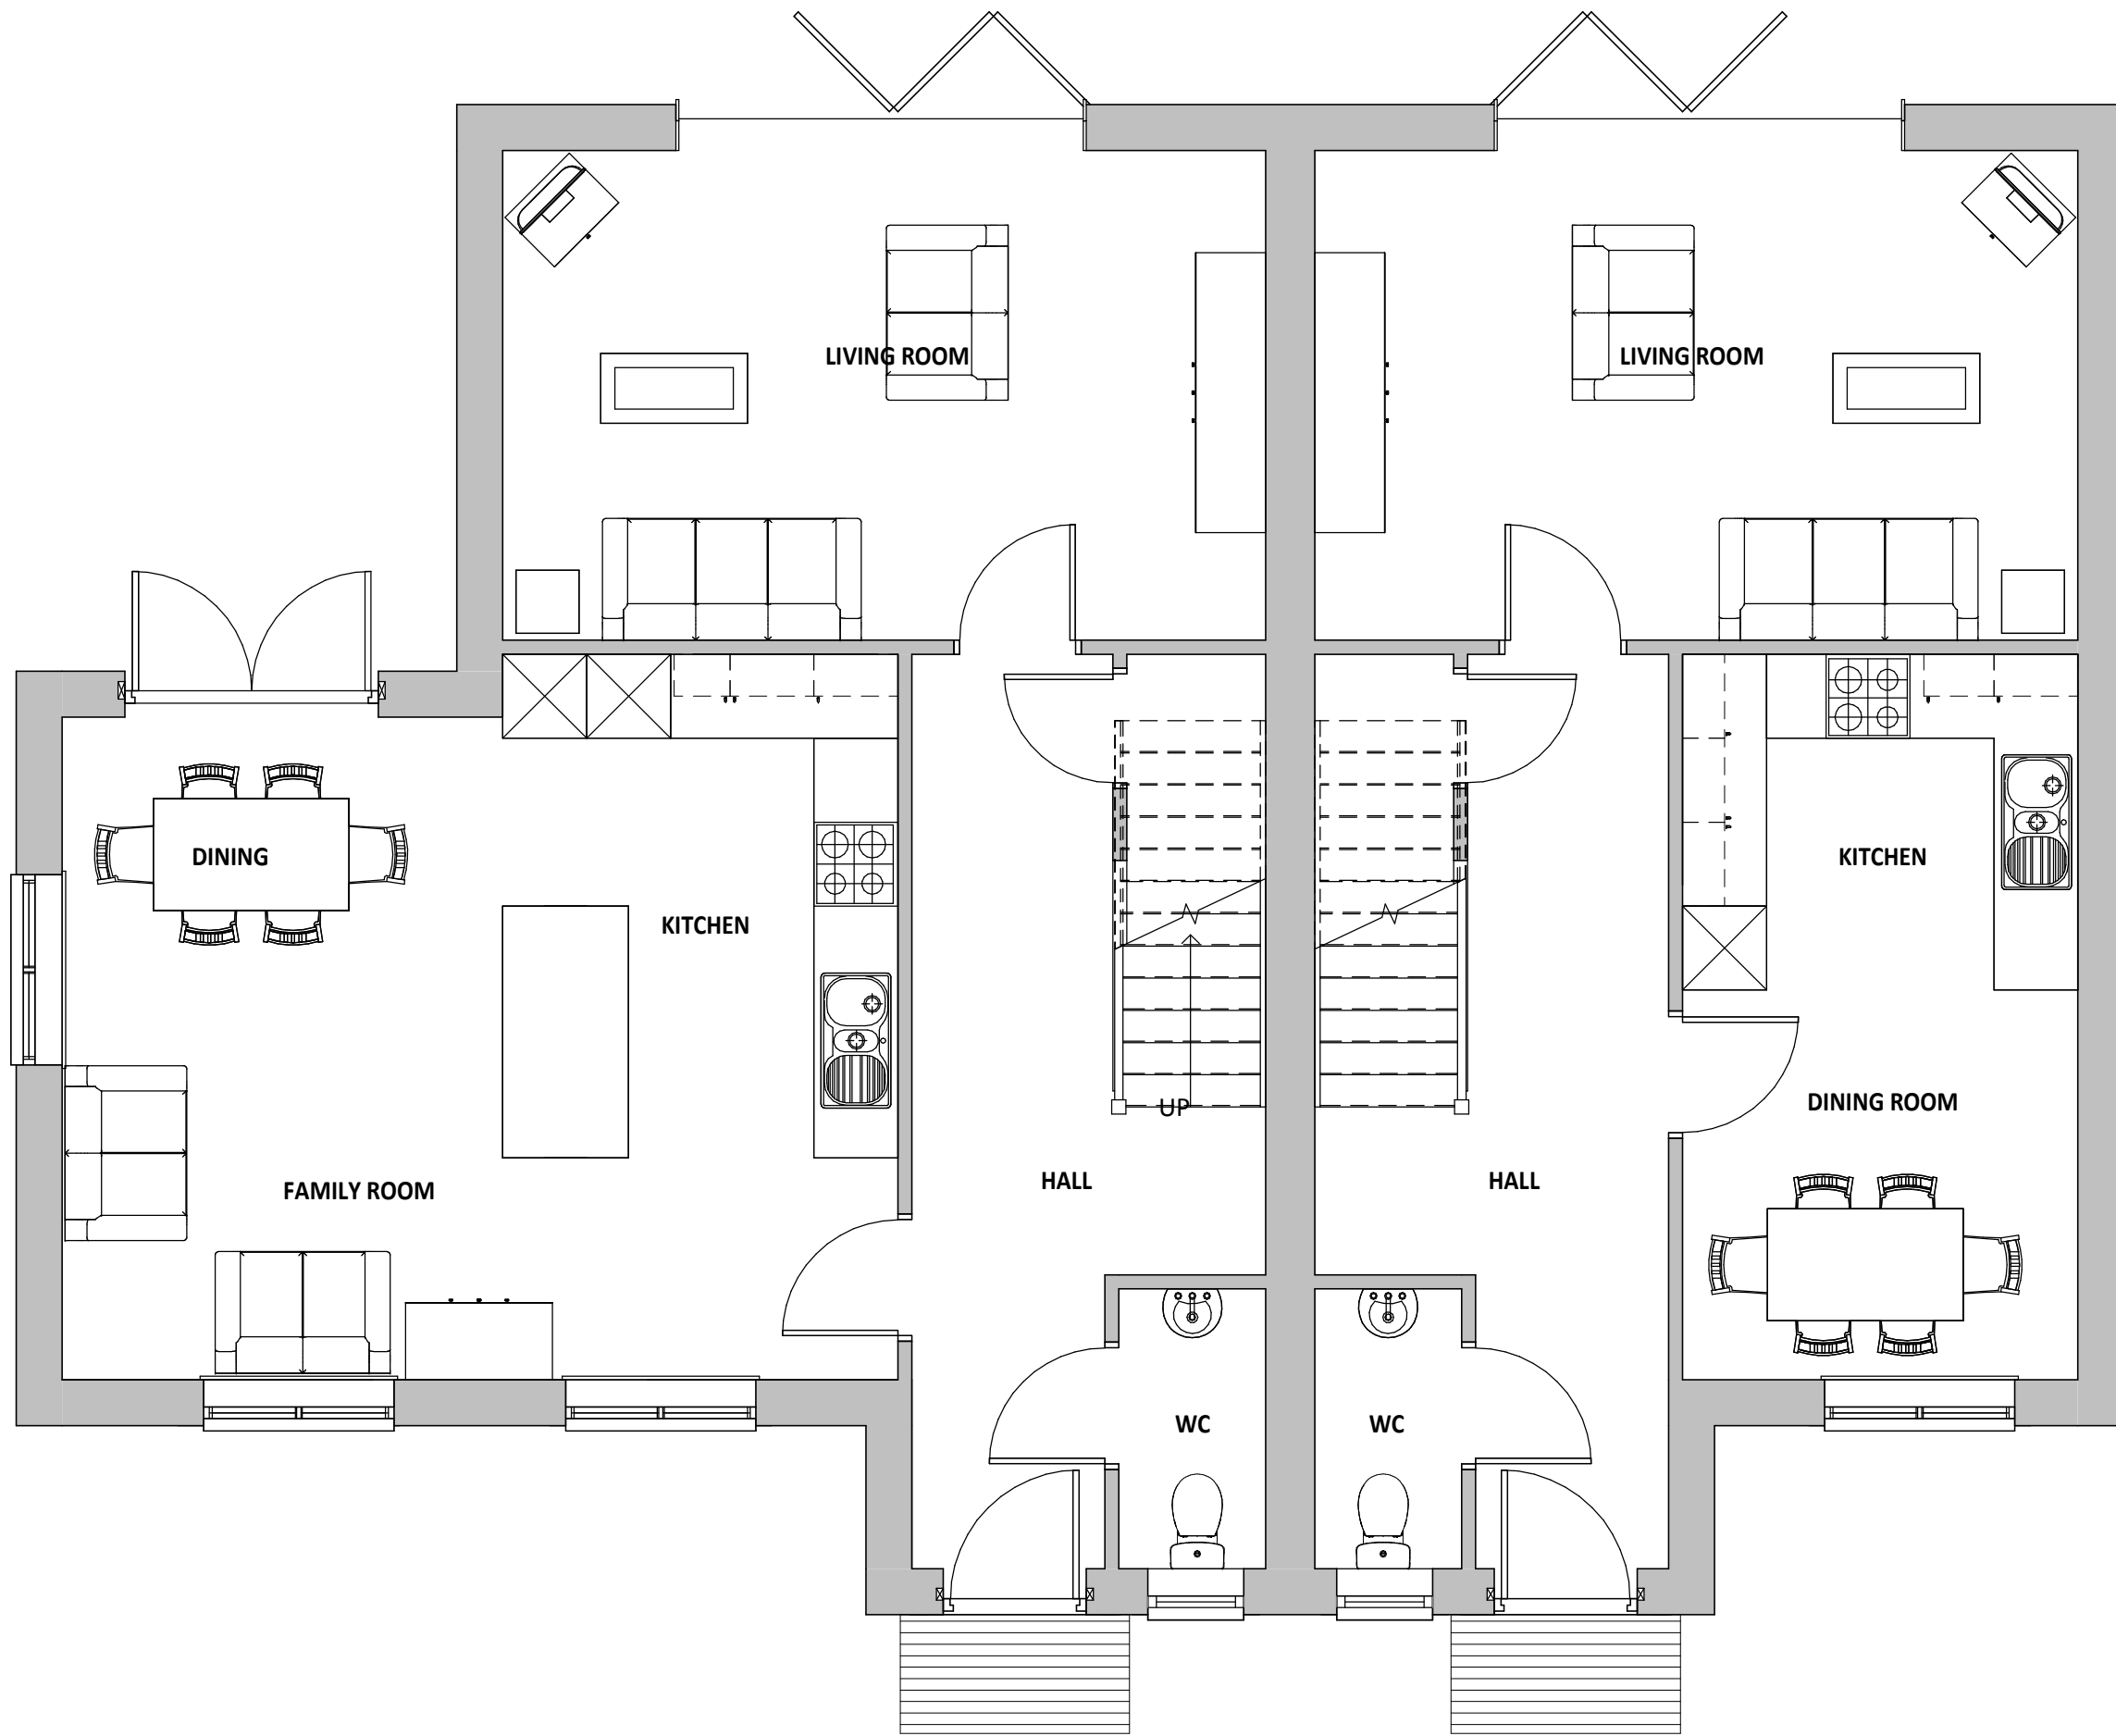 LIVING ROOM
LIVING ROOM
DINING
KITCHEN
KITCHEN
UP
DINING ROOM
FAMILY ROOM
HALL
HALL
WC
WC